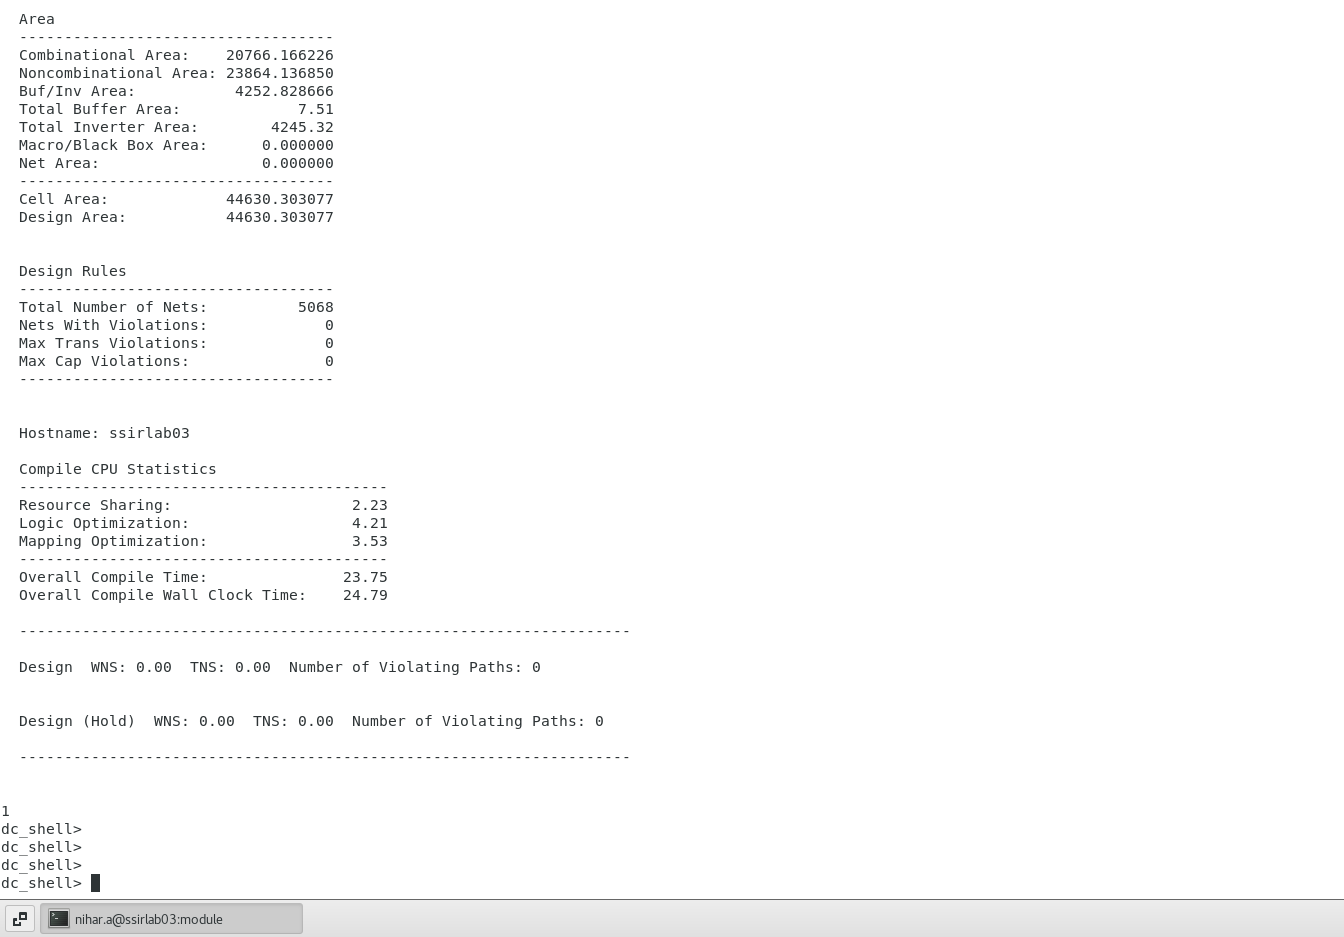 Area
-----------------------------------
Combinational Area:    20766.166226
Noncombinational Area: 23864.136850
Buf/Inv Area:           4252.828666
Total Buffer Area:             7.51
Total Inverter Area:        4245.32
Macro/Black Box Area:      0.000000
Net Area:                  0.000000
-----------------------------------
Cell Area:             44630.303077
Design Area:           44630.303077
Design Rules
-----------------------------------
Total Number of Nets:          5068
Nets With Violations:             0
Max Trans Violations:             0
Max Cap Violations:               0
-----------------------------------
Hostname: ssirlab03
Compile CPU Statistics
-----------------------------------------
Resource Sharing:                    2.23
Logic Optimization:                  4.21
Mapping Optimization:                3.53
-----------------------------------------
Overall Compile Time:               23.75
Overall Compile Wall Clock Time:    24.79
--------------------------------------------------------------------
Design  WNS: 0.00  TNS: 0.00  Number of Violating Paths: 0
Design (Hold)  WNS: 0.00  TNS: 0.00  Number of Violating Paths: 0
--------------------------------------------------------------------
1
dc_shell>
dc_shell>
dc_shell>
dc_shell>
nihar.a@ssirlab03:module